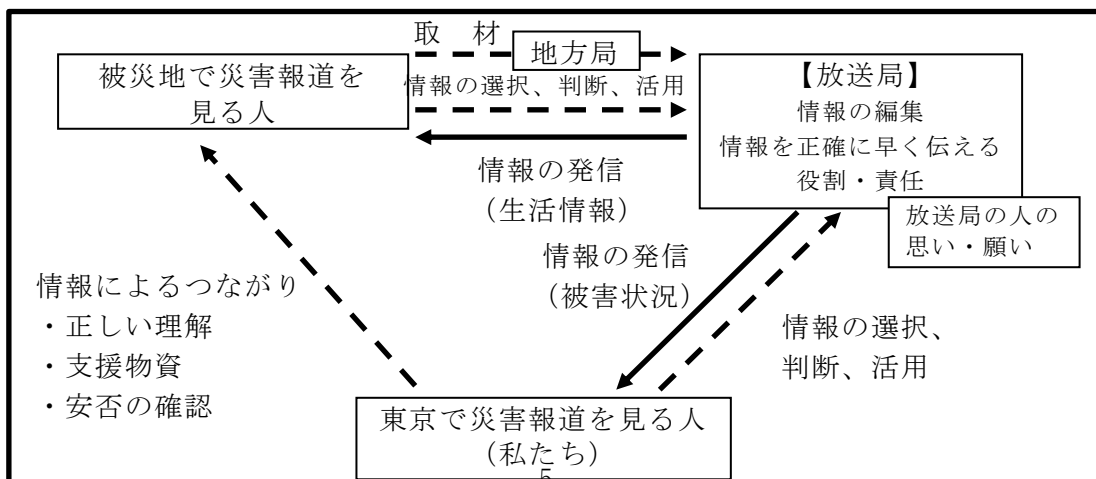 取　材
地方局
被災地で災害報道を
見る人
情報の選択、判断、活用
【放送局】
情報の編集
情報を正確に早く伝える
役割・責任
放送局の人の
思い・願い
情報の発信
（生活情報）
情報の発信
（被害状況）
情報によるつながり
・正しい理解
・支援物資
・安否の確認
情報の選択、
判断、活用
東京で災害報道を見る人
（私たち）
5